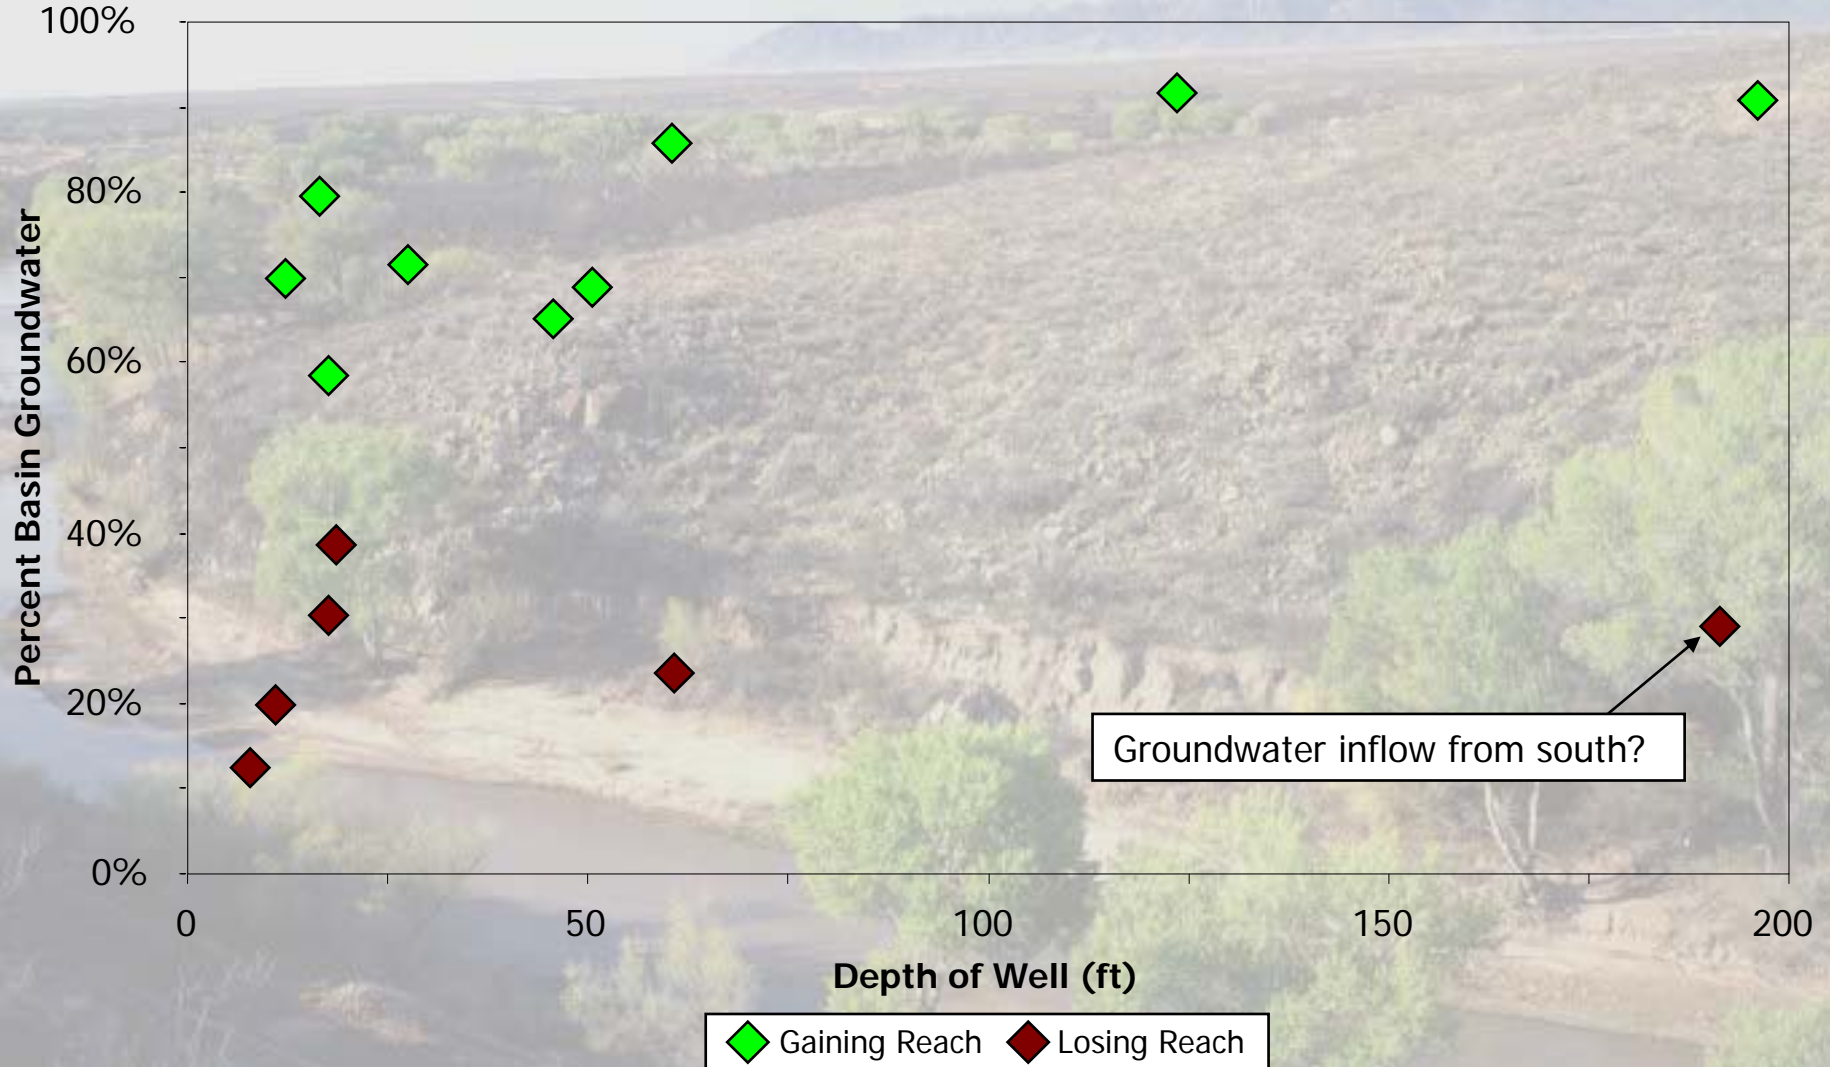 100%
80%
60%
40%
20%
0%
Percent Basin Groundwater
Groundwater inflow from south?
0 50 100 150 200
Depth of Well (ft)
Gaining Reach Losing Reach